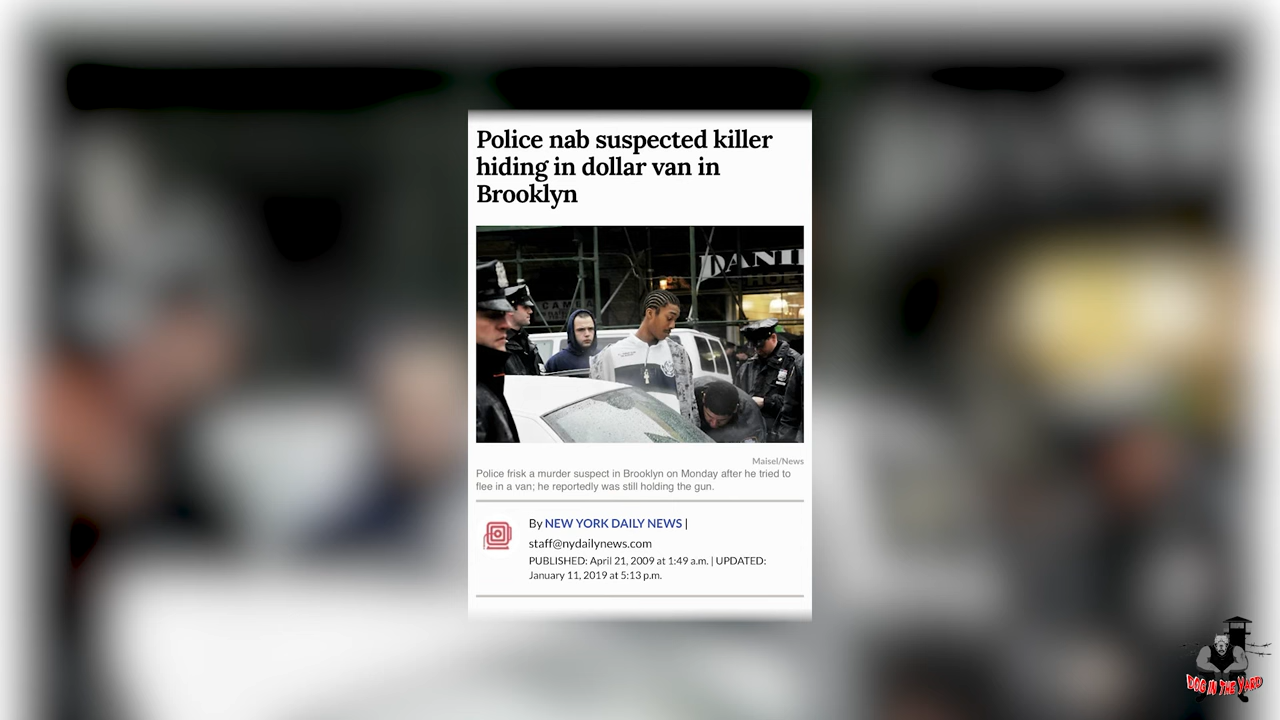 Police nab suspected killer
hiding in dollar van in
Brooklyn
DANI
HOE
CAMERA
Maisel/News
Police frisk a murder suspect in Brooklyn on Monday after he tried to
flee in a van; he reportedly was still holding the gun.
By NEW YORK DAILY NEWS |
staff@nydailynews.com
PUBLISHED: April 21, 2009 at 1:49 a.m. | UPDATED:
January 11, 2019 at 5:13 p.m.
DOG IN THE YARD